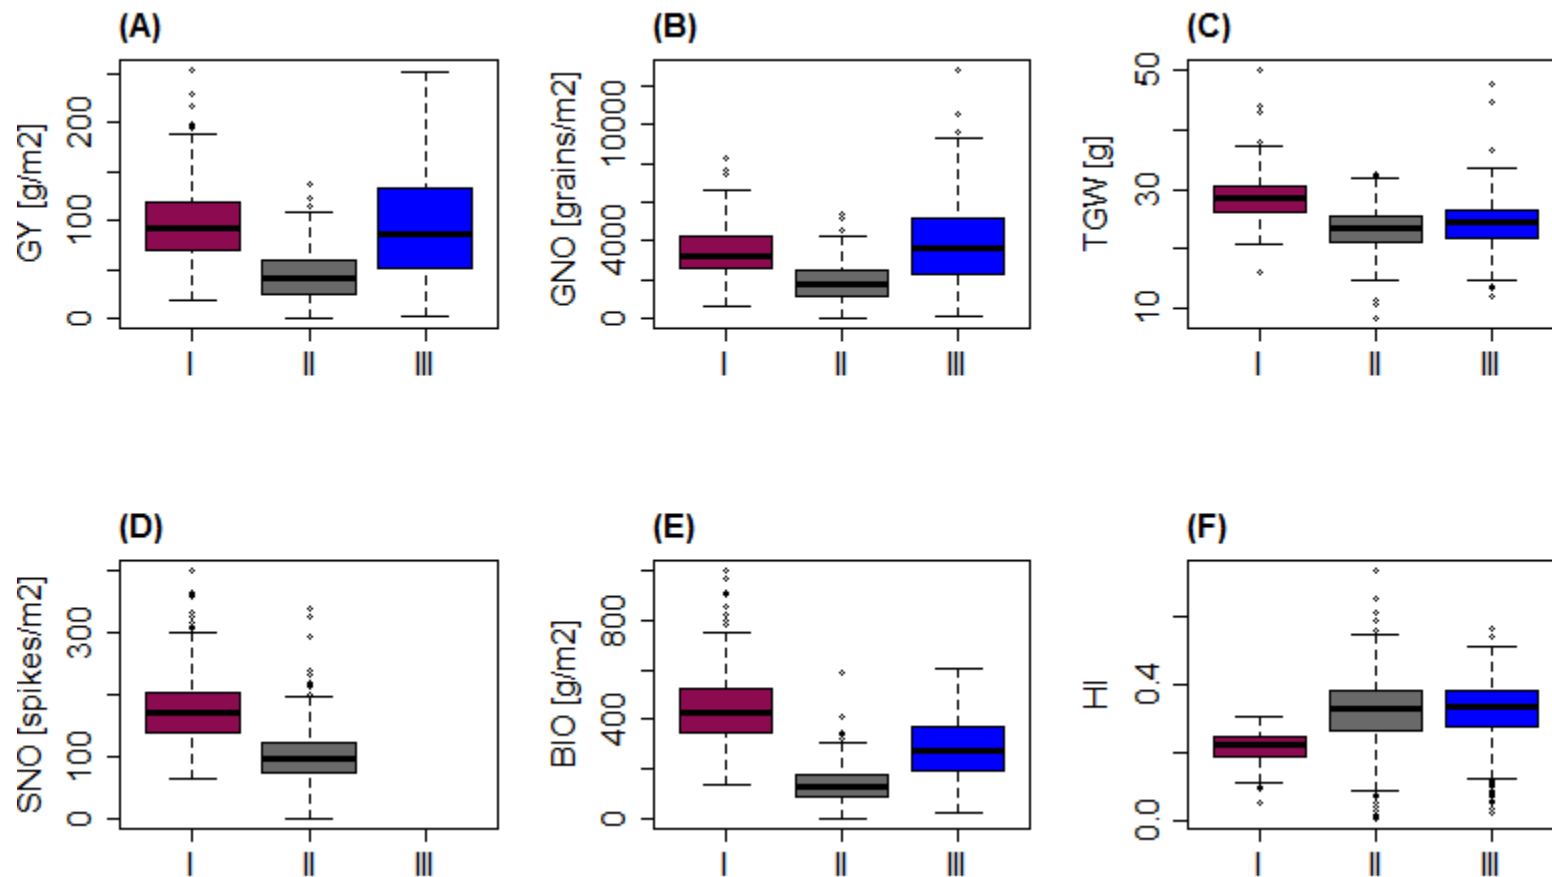 (A)
GY [g/m2]
0
100
200
I
II
III
(B)
GNO [grains/m2]
0
4000
10000
I
II
III
(C)
TGW [g]
10
30
50
I
II
III
(D)
SNO [spikes/m2]
0
100
300
I
II
III
(E)
BIO [g/m2]
0
400
800
I
II
III
(F)
HI
0.0
0.4
I
II
III